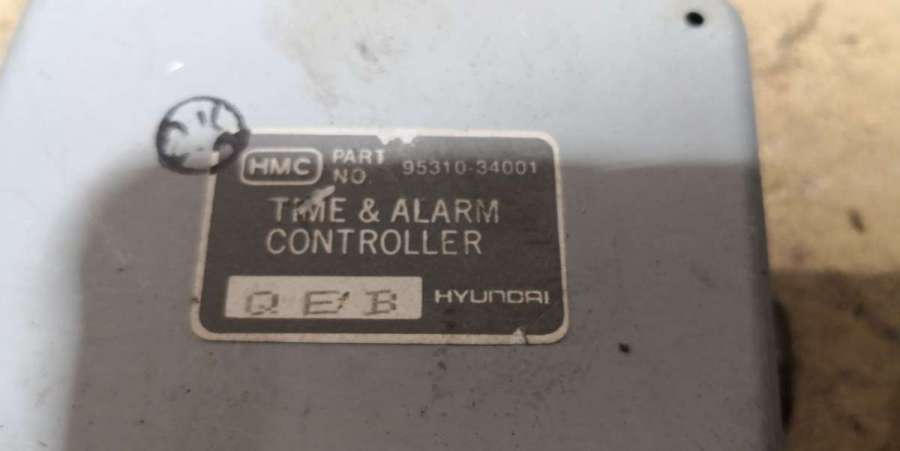 HMC PART NO. 95310-34001
TIME & ALARM
CONTROLLER
Q E B HYUNDAI